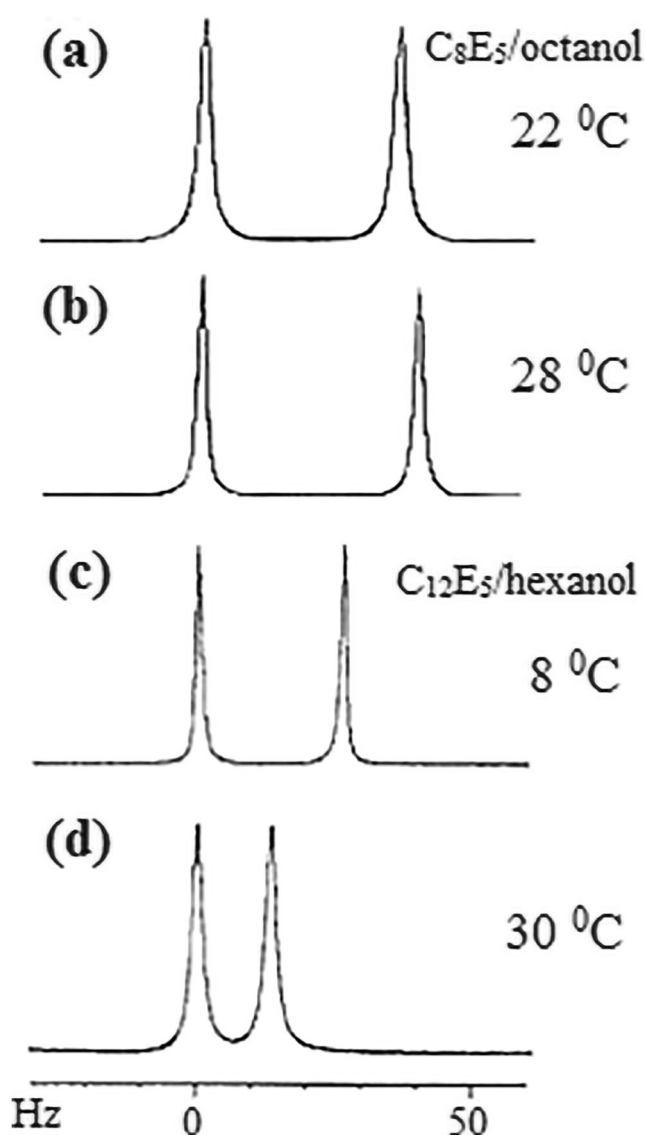 (a) C₈E₅/octanol
22 ⁰C
(b)
28 ⁰C
(c) C₁₂E₅/hexanol
8 ⁰C
(d)
30 ⁰C
Hz 0 50